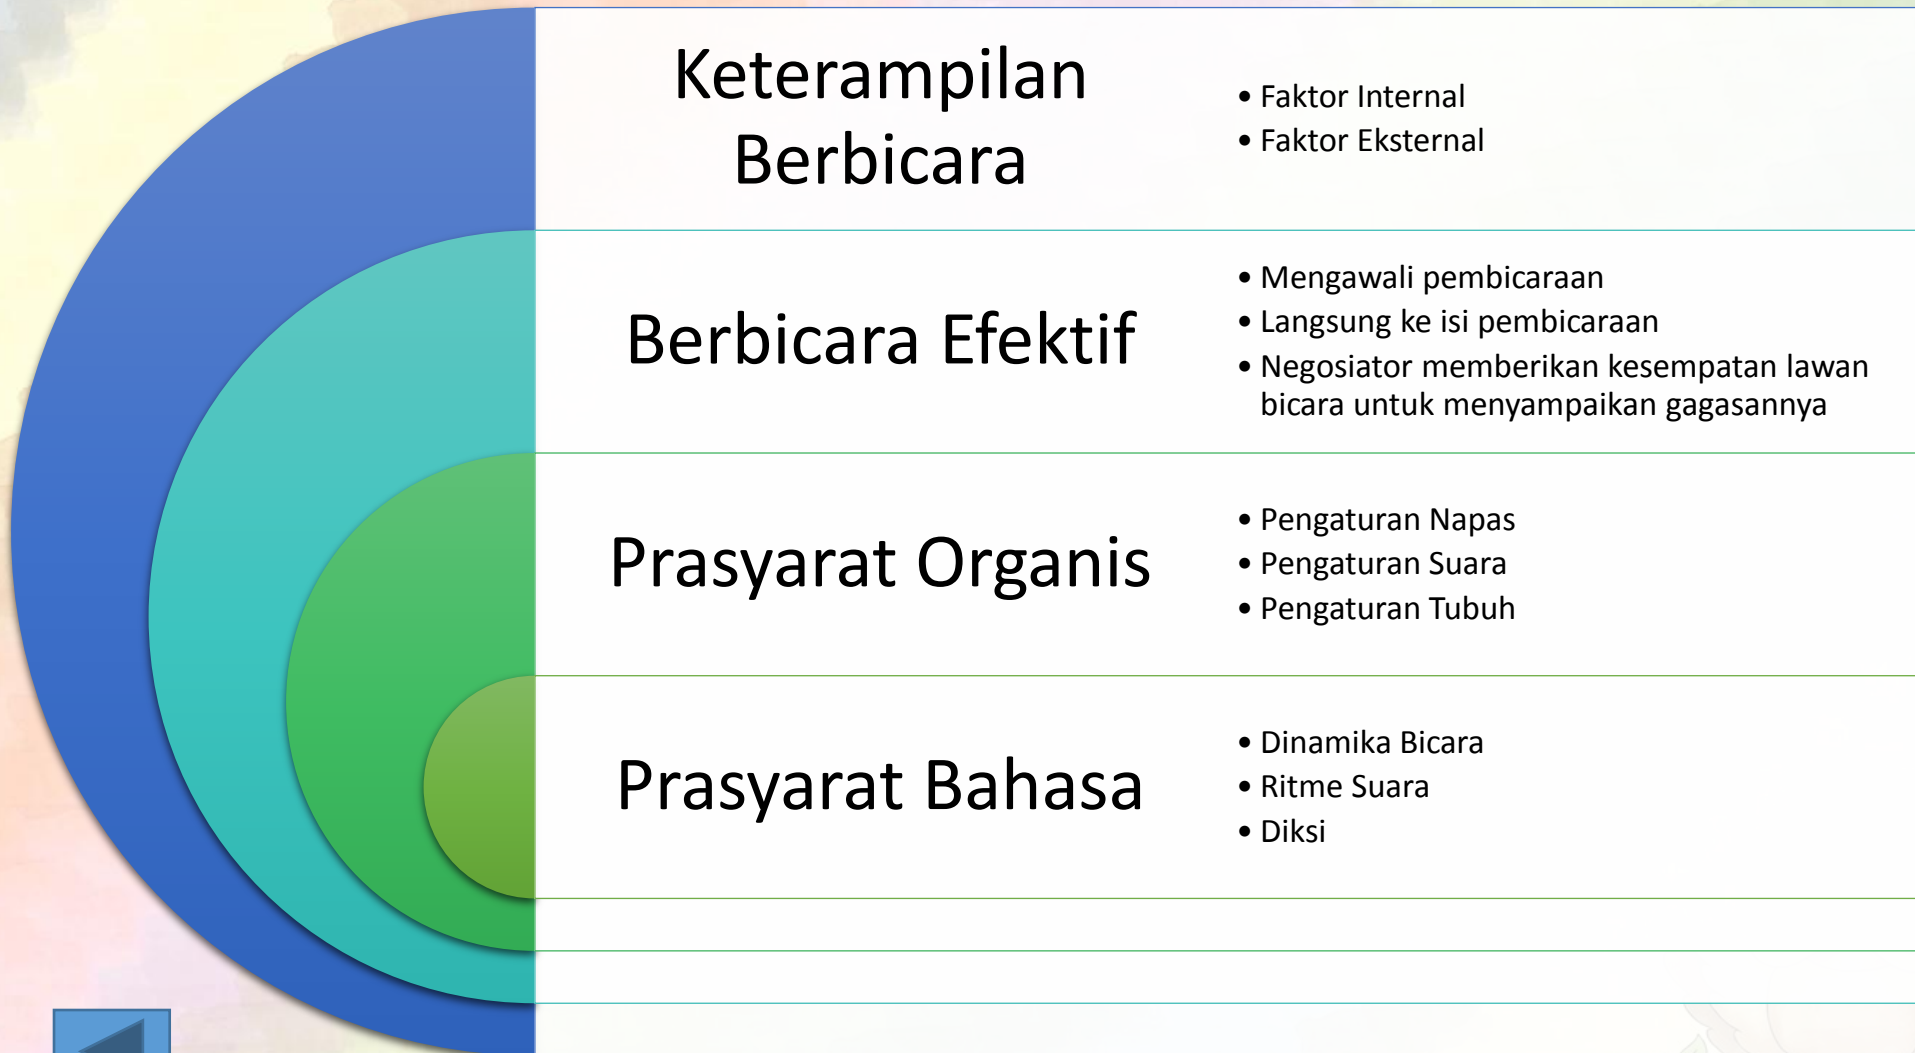 Keterampilan
Berbicara
• Faktor Internal
• Faktor Eksternal
Berbicara Efektif
• Mengawali pembicaraan
• Langsung ke isi pembicaraan
• Negosiator memberikan kesempatan lawan
bicara untuk menyampaikan gagasannya
Prasyarat Organis
• Pengaturan Napas
• Pengaturan Suara
• Pengaturan Tubuh
Prasyarat Bahasa
• Dinamika Bicara
• Ritme Suara
• Diksi